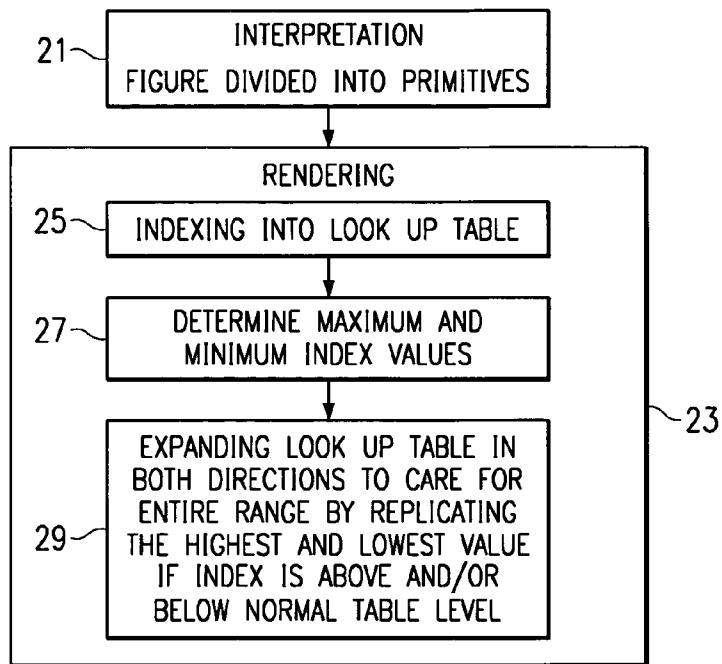 21
INTERPRETATION
FIGURE DIVIDED INTO PRIMITIVES
RENDERING
25
INDEXING INTO LOOK UP TABLE
27
DETERMINE MAXIMUM AND
MINIMUM INDEX VALUES
23
29
EXPANDING LOOK UP TABLE IN
BOTH DIRECTIONS TO CARE FOR
ENTIRE RANGE BY REPLICATING
THE HIGHEST AND LOWEST VALUE
IF INDEX IS ABOVE AND/OR
BELOW NORMAL TABLE LEVEL